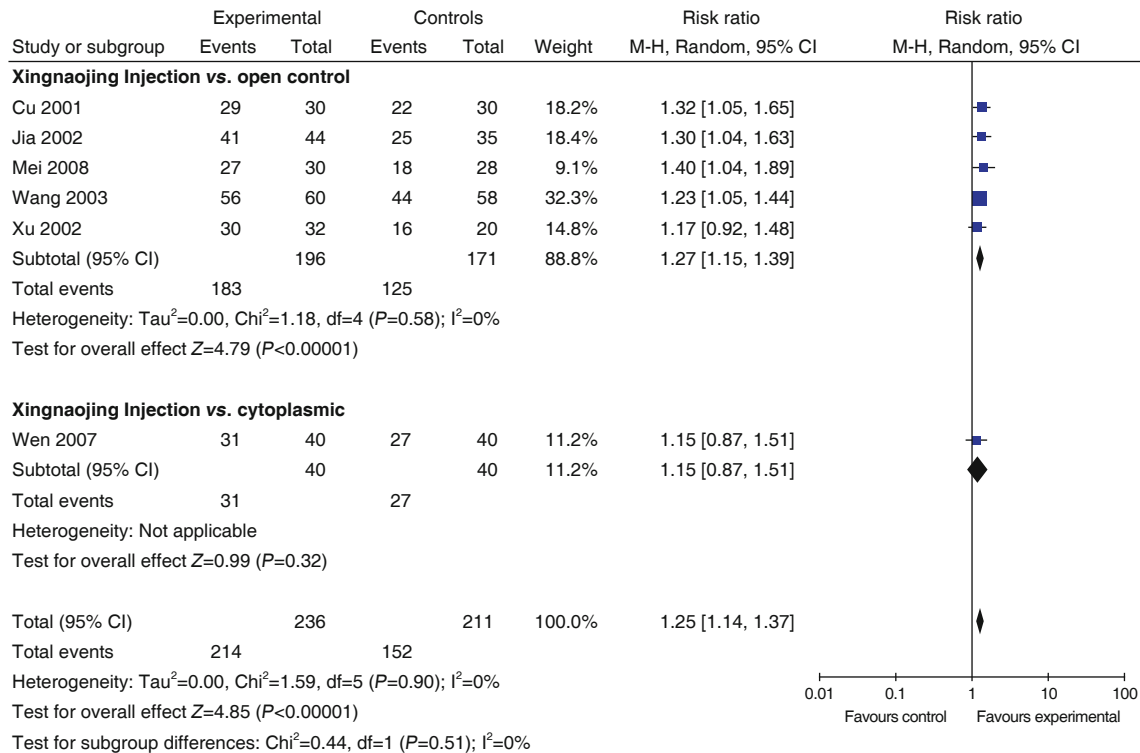 Experimental Controls Risk ratio Risk ratio
Study or subgroup Events Total Events Total Weight M-H, Random, 95% CI M-H, Random, 95% CI
Xingnaojing Injection vs. open control
Cu 2001 29 30 22 30 18.2% 1.32 [1.05, 1.65]
Jia 2002 41 44 25 35 18.4% 1.30 [1.04, 1.63]
Mei 2008 27 30 18 28 9.1% 1.40 [1.04, 1.89]
Wang 2003 56 60 44 58 32.3% 1.23 [1.05, 1.44]
Xu 2002 30 32 16 20 14.8% 1.17 [0.92, 1.48]
Subtotal (95% CI) 196 171 88.8% 1.27 [1.15, 1.39]
Total events 183 125
Heterogeneity: Tau²=0.00, Chi²=1.18, df=4 (P=0.58); I²=0%
Test for overall effect Z=4.79 (P<0.00001)
Xingnaojing Injection vs. cytoplasmic
Wen 2007 31 40 27 40 11.2% 1.15 [0.87, 1.51]
Subtotal (95% CI) 40 40 11.2% 1.15 [0.87, 1.51]
Total events 31 27
Heterogeneity: Not applicable
Test for overall effect Z=0.99 (P=0.32)
Total (95% CI) 236 211 100.0% 1.25 [1.14, 1.37]
Total events 214 152
Heterogeneity: Tau²=0.00, Chi²=1.59, df=5 (P=0.90); I²=0%
Test for overall effect Z=4.85 (P<0.00001)
Test for subgroup differences: Chi²=0.44, df=1 (P=0.51); I²=0%
0.01 0.1 1 10 100
Favours control Favours experimental